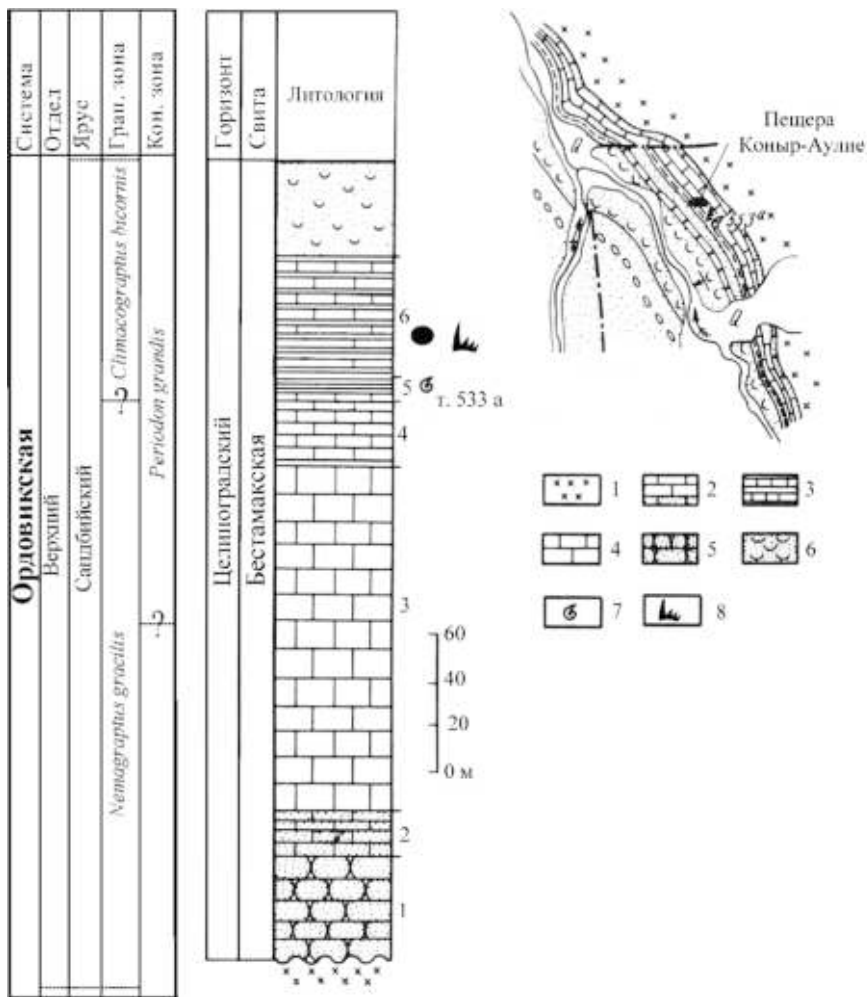 Система
Отдел
Ярус
Грап. зона
Кон. зона
Горизонт
Свита
Литология
Ордовикская
Верхний
Сандбийский
Climacograptus bicornis
?
Nemagraptus gracilis
Periodon grandis
?
Целиноградский
Бестамакская
6
5
т. 533 а
4
3
2
1
60
40
20
0 м
Пещера
Коныр-Аулие
533а
Q
Q
1
2
3
4
5
6
7
8